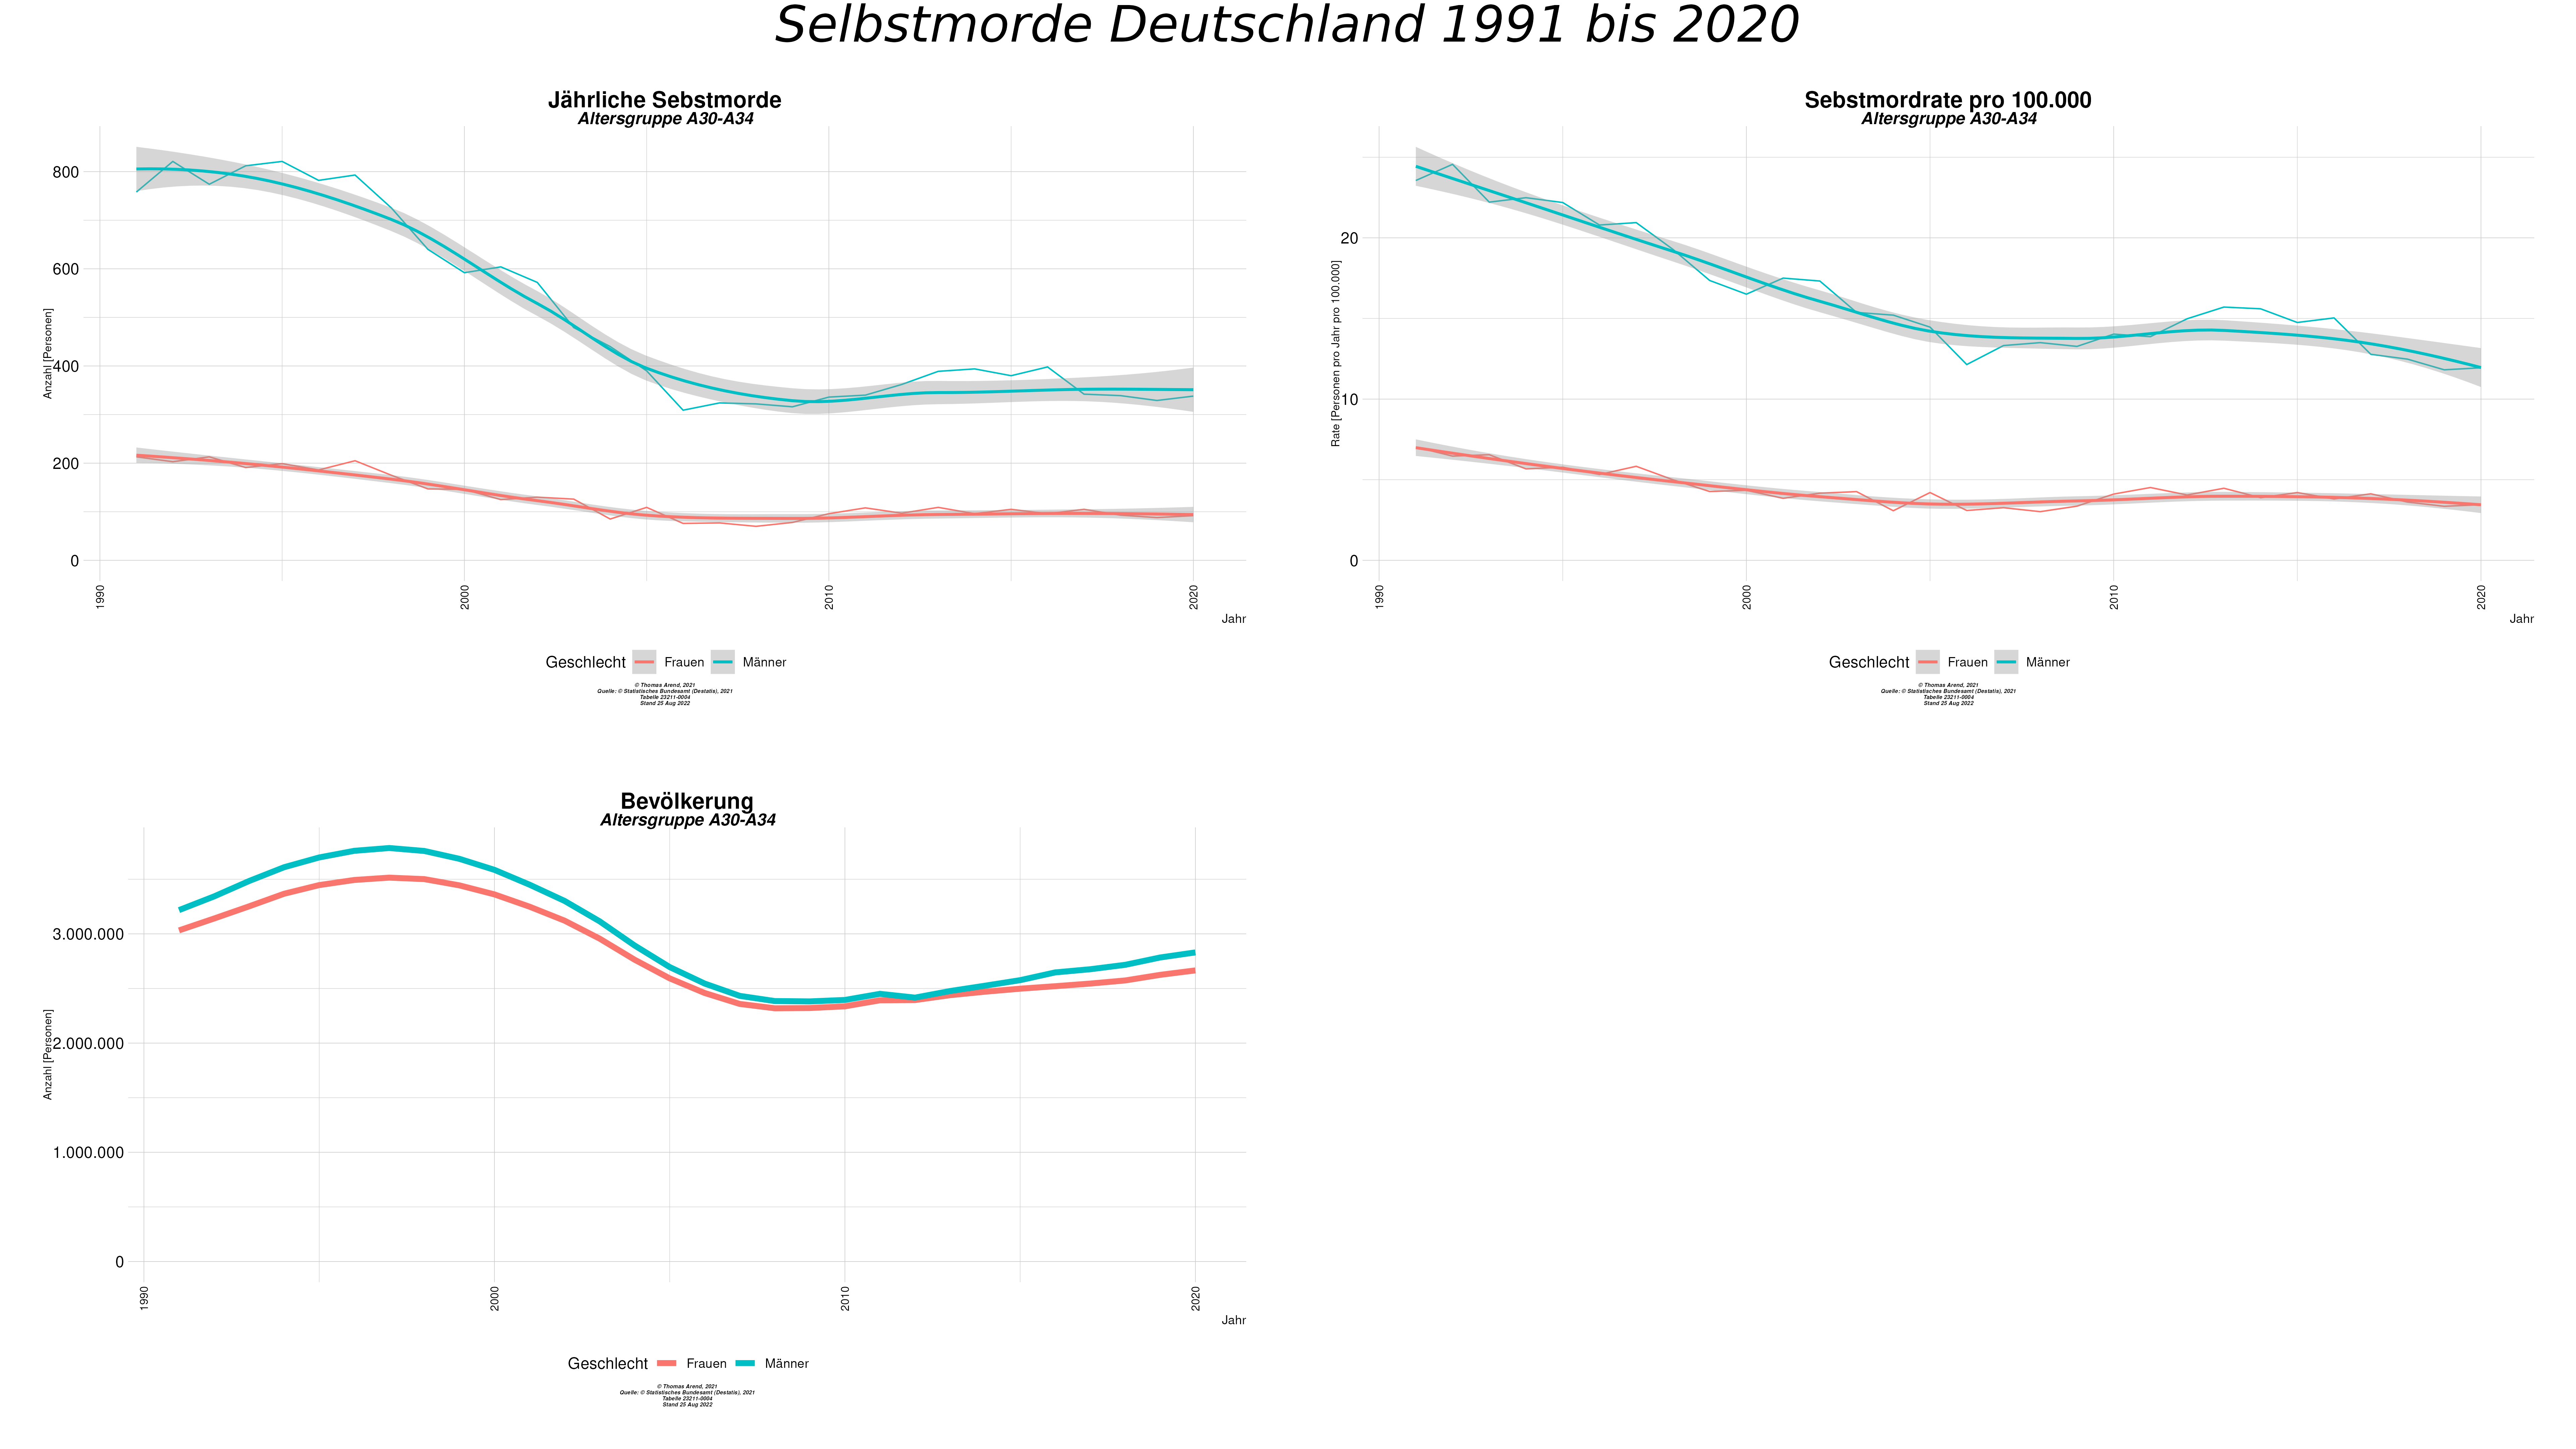 Selbstmorde Deutschland 1991 bis 2020
Jährliche Sebstmorde
Altersgruppe A30-A34
Anzahl [Personen]
800
600
400
200
0
1990
2000
2010
2020
Jahr
Geschlecht Frauen Männer
© Thomas Arend, 2021
Quelle: © Statistisches Bundesamt (Destatis), 2021
Tabelle 23211-0004
Stand 25 Aug 2022
Sebstmordrate pro 100.000
Altersgruppe A30-A34
Rate [Personen pro Jahr pro 100.000]
20
10
0
1990
2000
2010
2020
Jahr
Geschlecht Frauen Männer
© Thomas Arend, 2021
Quelle: © Statistisches Bundesamt (Destatis), 2021
Tabelle 23211-0004
Stand 25 Aug 2022
Bevölkerung
Altersgruppe A30-A34
Anzahl [Personen]
3.000.000
2.000.000
1.000.000
0
1990
2000
2010
2020
Jahr
Geschlecht Frauen Männer
© Thomas Arend, 2021
Quelle: © Statistisches Bundesamt (Destatis), 2021
Tabelle 23211-0004
Stand 25 Aug 2022